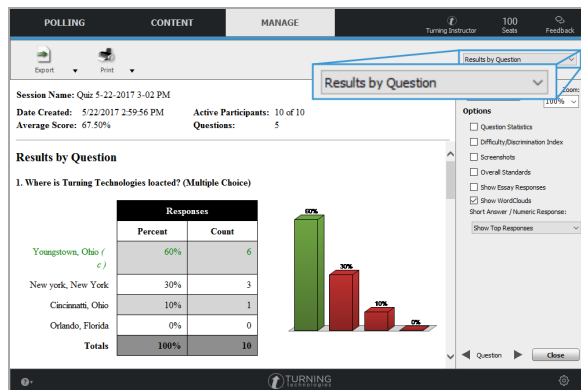 POLLING CONTENT MANAGE
Turning Instructor
100
Seats
Feedback
Export
Print
Results by Question
Results by Question
Zoom:
100%
Session Name: Quiz 5-22-2017 3-02 PM
Date Created: 5/22/2017 2:59:56 PM Active Participants: 10 of 10
Average Score: 67.50% Questions: 5
Options
Question Statistics
Difficulty/Discrimination Index
Screenshots
Overall Standards
Show Essay Responses
Show WordClouds
Short Answer / Numeric Response:
Show Top Responses
Results by Question
1. Where is Turning Technologies loacted? (Multiple Choice)
Responses
Percent Count
Youngstown, Ohio (
c ) 60% 6
New york, New York 30% 3
Cincinnatti, Ohio 10% 1
Orlando, Florida 0% 0
Totals 100% 10
60%
30%
10%
0%
Question
Close
TURNING
technologies